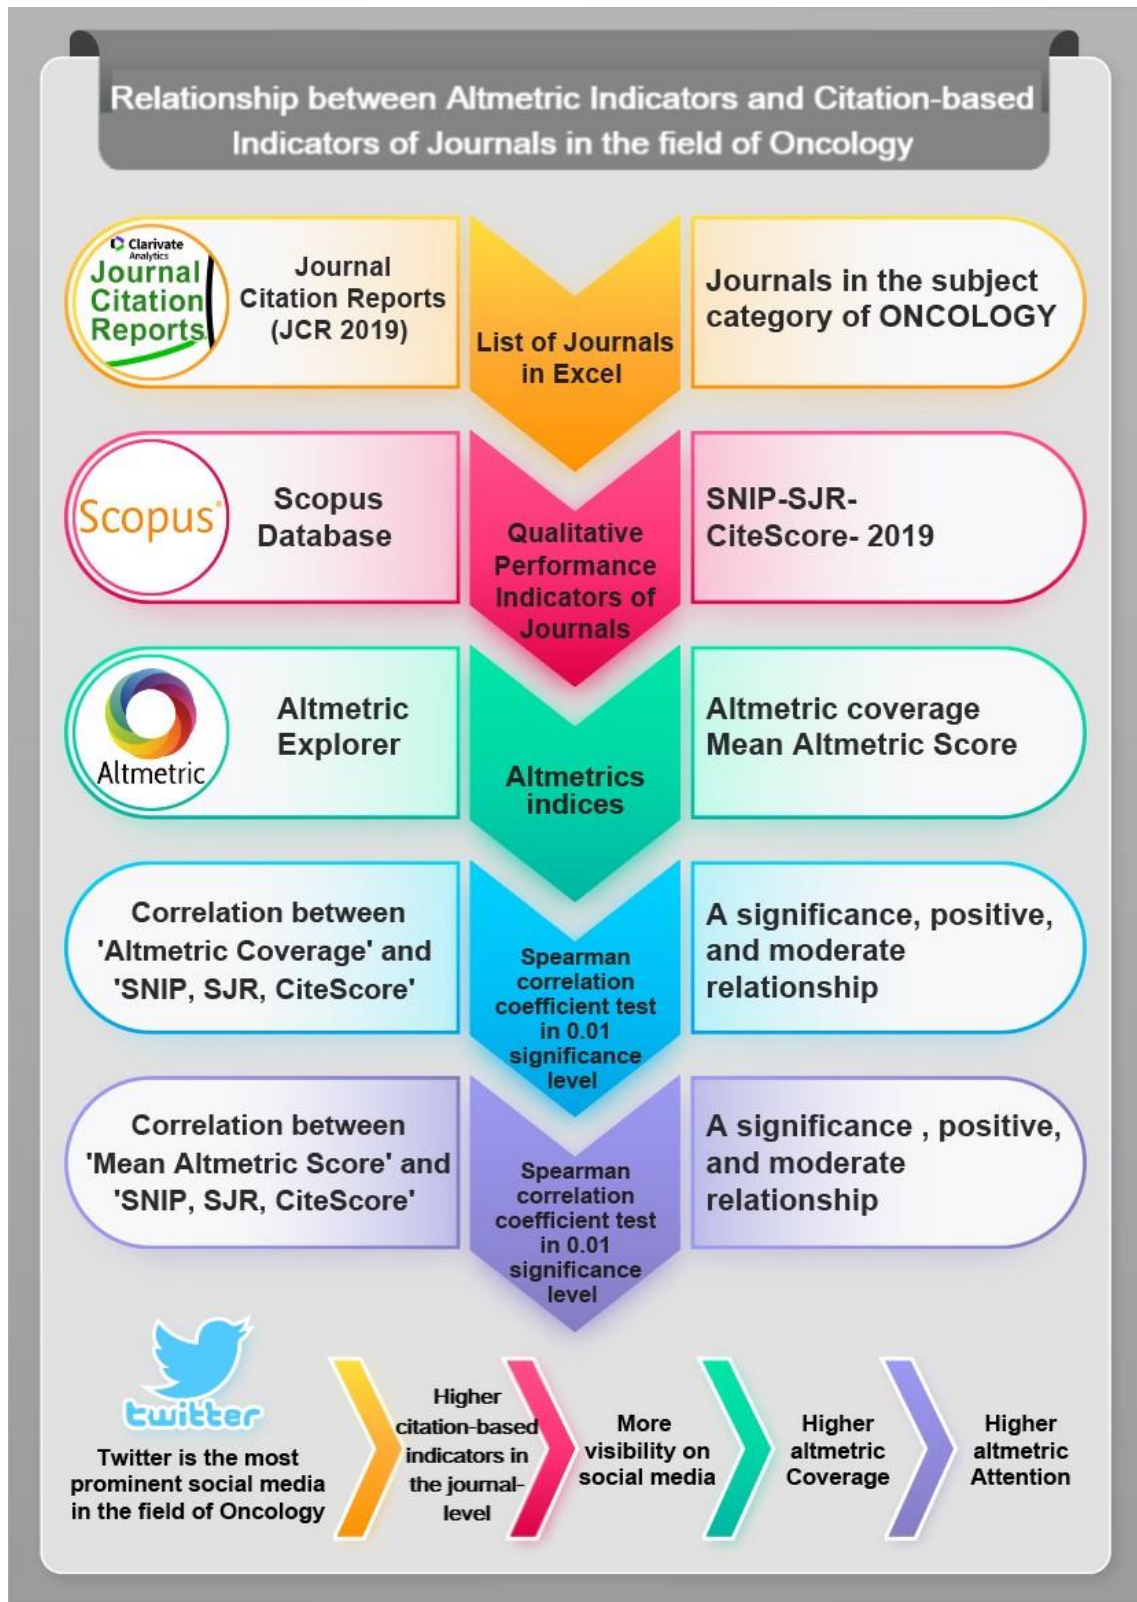 Relationship between Altmetric Indicators and Citation-based
Indicators of Journals in the field of Oncology
Clarivate
Analytics
Journal
Citation
Reports
Journal
Citation Reports
(JCR 2019)
List of Journals
in Excel
Journals in the subject
category of ONCOLOGY
Scopus®
Scopus
Database
Qualitative
Performance
Indicators of
Journals
SNIP-SJR-
CiteScore- 2019
Altmetric
Altmetric
Explorer
Altmetrics
indices
Altmetric coverage
Mean Altmetric Score
Correlation between
'Altmetric Coverage' and
'SNIP, SJR, CiteScore'
Spearman
correlation
coefficient test
in 0.01
significance
level
A significance, positive,
and moderate
relationship
Correlation between
'Mean Altmetric Score' and
'SNIP, SJR, CiteScore'
Spearman
correlation
coefficient test
in 0.01
significance
level
A significance , positive,
and moderate
relationship
twitter
Twitter is the most
prominent social media
in the field of Oncology
Higher
citation-based
indicators in
the journal-
level
More
visibility on
social media
Higher
altmetric
Coverage
Higher
altmetric
Attention